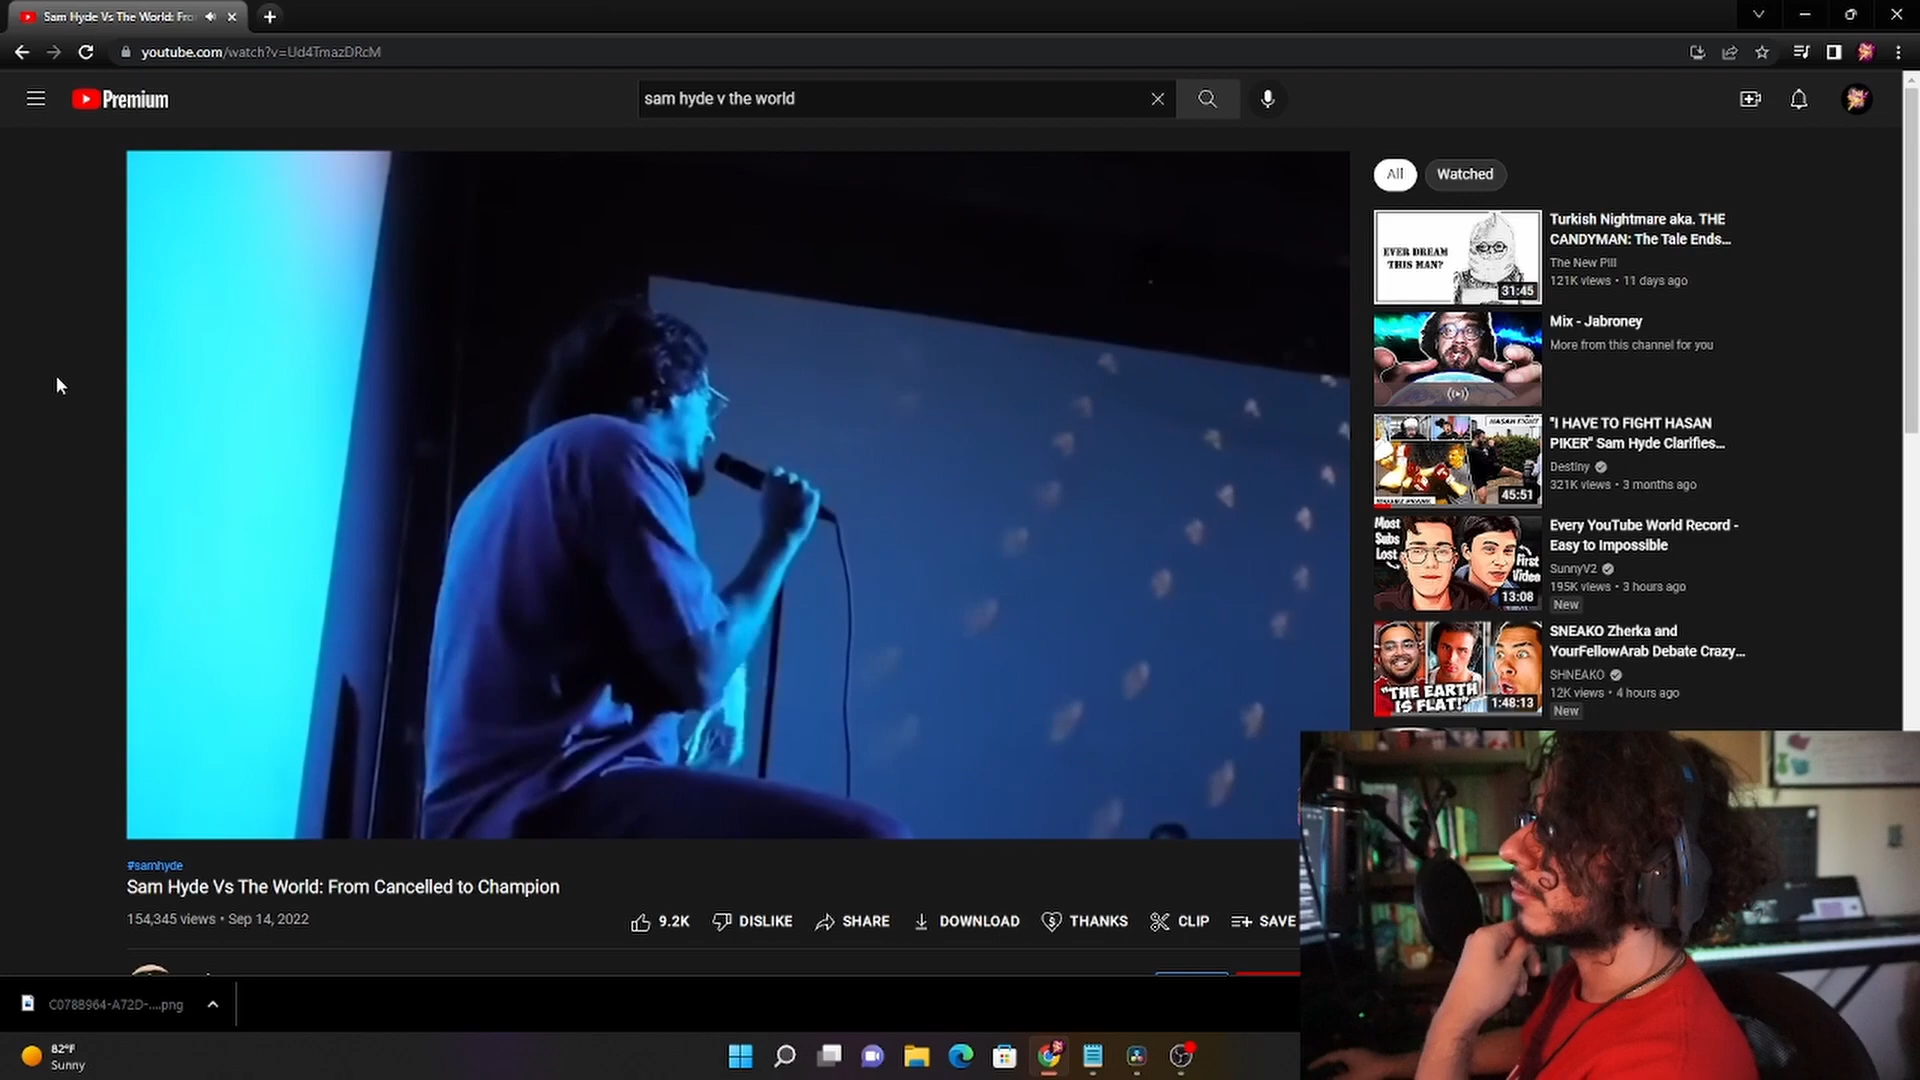 Sam Hyde Vs The World: Fro
youtube.com/watch?v=Ud4TmazDRcM
Premium
sam hyde v the world
All
Watched
EVER DREAM
THIS MAN?
31:45
Turkish Nightmare aka. THE
CANDYMAN: The Tale Ends...
The New Pill
121K views • 11 days ago
Mix - Jabroney
More from this channel for you
HASAN FIGHT
45:51
"I HAVE TO FIGHT HASAN
PIKER" Sam Hyde Clarifies...
Destiny
321K views • 3 months ago
Most
Subs
Lost
First
Video
13:08
Every YouTube World Record -
Easy to Impossible
SunnyV2
195K views • 3 hours ago
New
"THE EARTH
IS FLAT!"
1:48:13
SNEAKO Zherka and
YourFellowArab Debate Crazy...
SHNEAKO
12K views • 4 hours ago
New
#samhyde
Sam Hyde Vs The World: From Cancelled to Champion
154,345 views • Sep 14, 2022
9.2K
DISLIKE
SHARE
DOWNLOAD
THANKS
CLIP
SAVE
C0788964-A72D-....png
82°F
Sunny